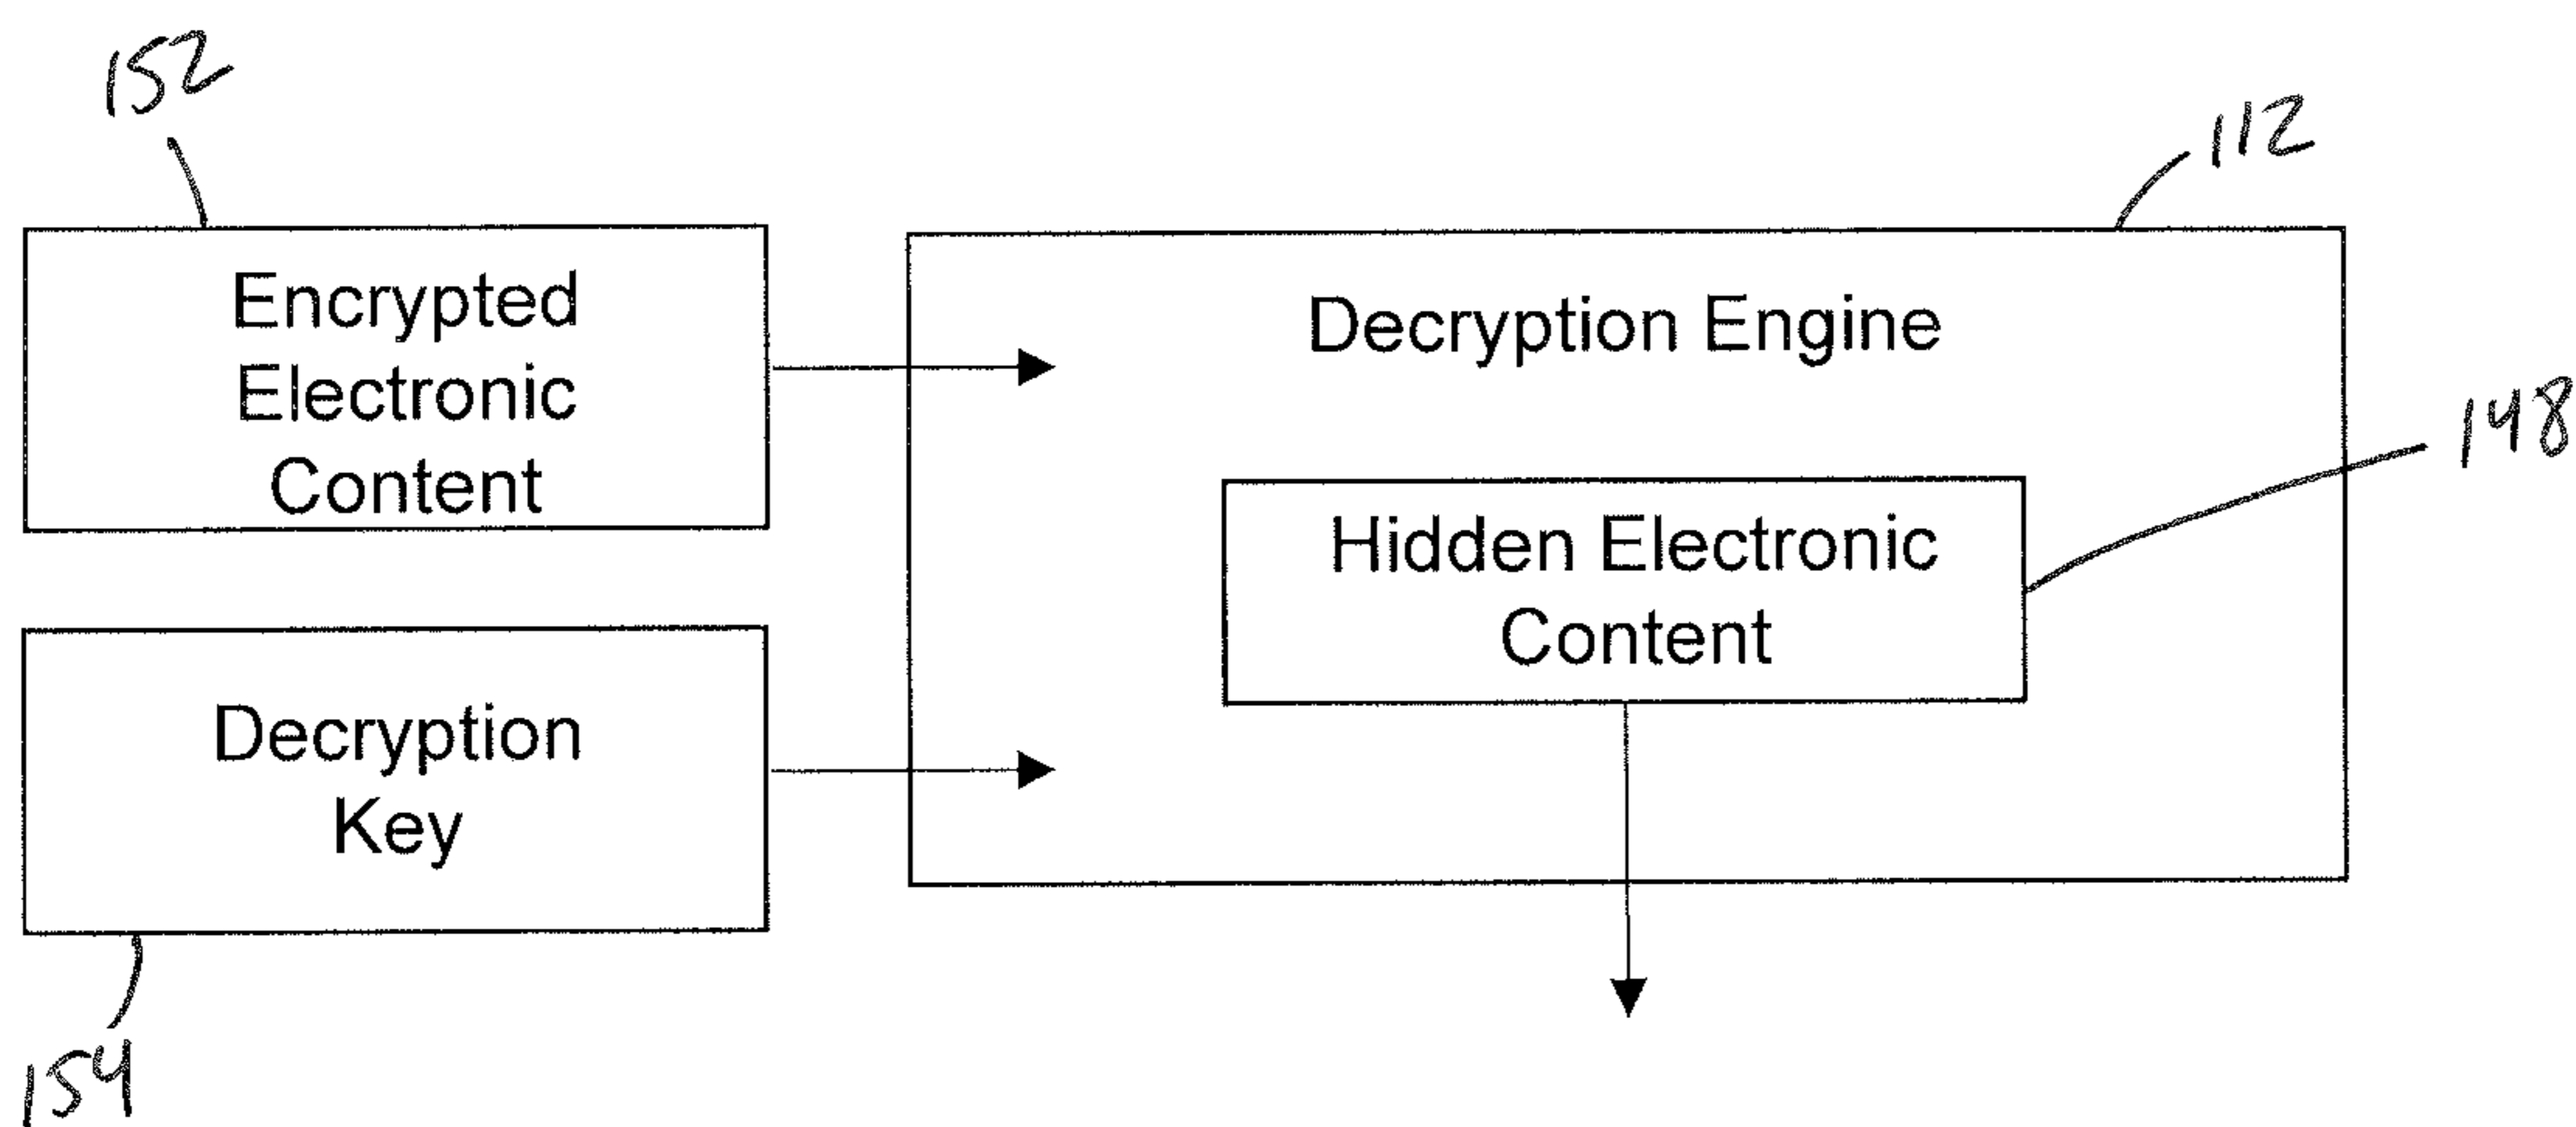 152
112
Encrypted
Electronic
Content
Decryption Engine
148
Hidden Electronic
Content
Decryption
Key
154